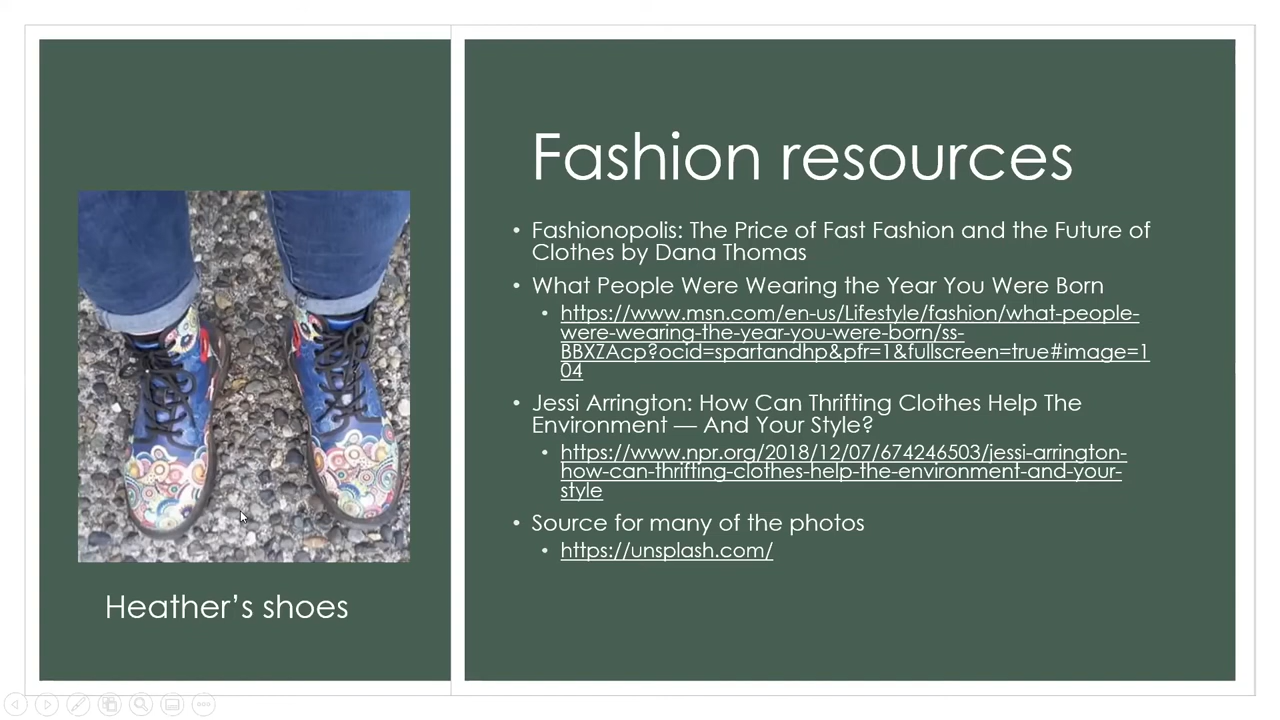 Fashion resources
• Fashionopolis: The Price of Fast Fashion and the Future of
Clothes by Dana Thomas
• What People Were Wearing the Year You Were Born
• https://www.msn.com/en-us/Lifestyle/fashion/what-people-
were-wearing-the-year-you-were-born/ss-
BBXZAcp?ocid=spartandhp&pfr=1&fullscreen=true#image=1
04
• Jessi Arrington: How Can Thrifting Clothes Help The
Environment — And Your Style?
• https://www.npr.org/2018/12/07/674246503/jessi-arrington-
how-can-thrifting-clothes-help-the-environment-and-your-
style
• Source for many of the photos
• https://unsplash.com/
Heather’s shoes